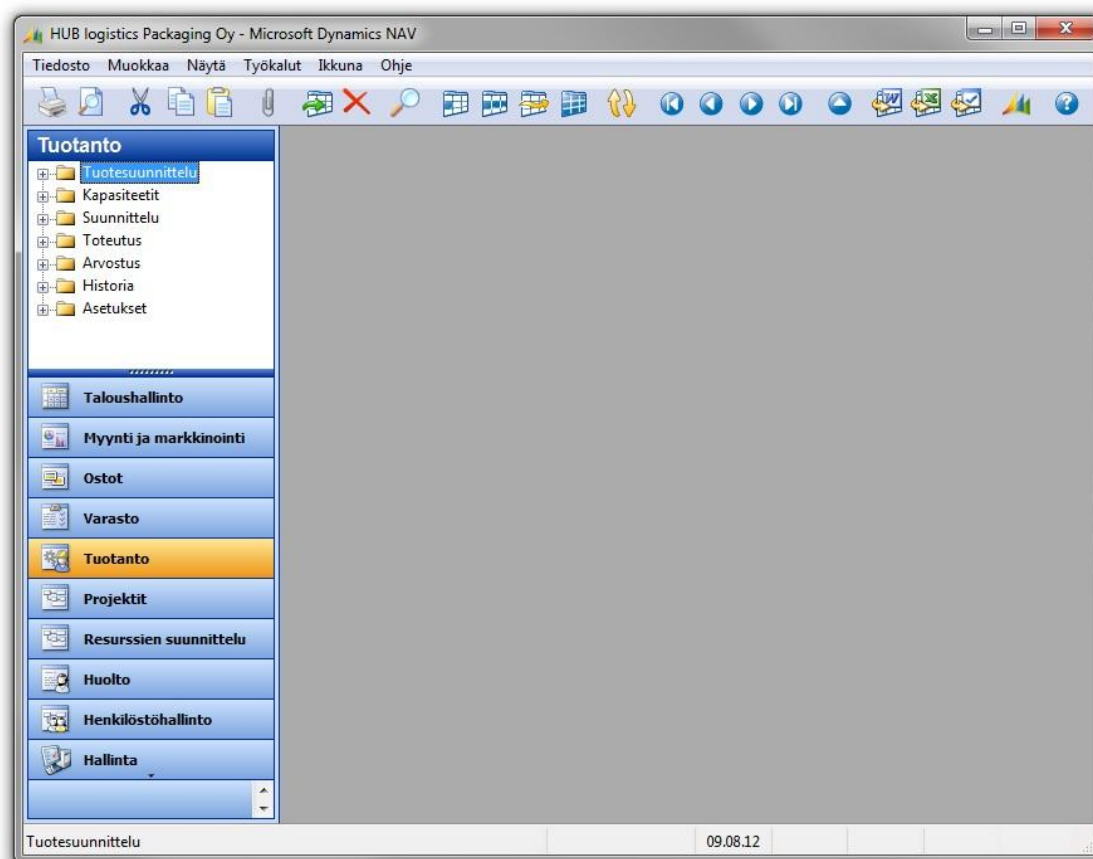 HUB logistics Packaging Oy - Microsoft Dynamics NAV
Tiedosto Muokkaa Näytä Työkalut Ikkuna Ohje
Tuotanto
Tuotesuunnittelu
Kapasiteetit
Suunnittelu
Toteutus
Arvostus
Historia
Asetukset
Taloushallinto
Myynti ja markkinointi
Ostot
Varasto
Tuotanto
Projektit
Resurssien suunnittelu
Huolto
Henkilöstöhallinto
Hallinta
Tuotesuunnittelu 09.08.12